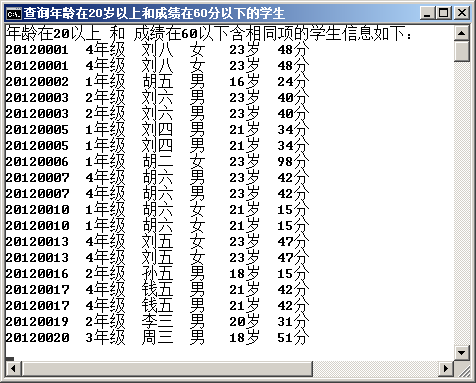 查询年龄在20岁以上和成绩在60分以下的学生
年龄在20以上 和 成绩在60以下含相同项的学生信息如下：
20120001 4年级 刘八 女 23岁 48分
20120001 4年级 刘八 女 23岁 48分
20120002 1年级 胡五 男 16岁 24分
20120003 2年级 刘六 男 23岁 40分
20120003 2年级 刘六 男 23岁 40分
20120005 1年级 刘四 男 21岁 34分
20120005 1年级 刘四 男 21岁 34分
20120006 1年级 胡二 女 23岁 98分
20120007 4年级 胡六 男 23岁 42分
20120007 4年级 胡六 男 23岁 42分
20120010 1年级 胡六 女 21岁 15分
20120010 1年级 胡六 女 21岁 15分
20120013 4年级 刘五 女 23岁 47分
20120013 4年级 刘五 女 23岁 47分
20120016 2年级 孙五 男 18岁 15分
20120017 4年级 钱五 男 21岁 42分
20120017 4年级 钱五 男 21岁 42分
20120019 2年级 李三 男 20岁 31分
20120020 3年级 周三 男 18岁 51分